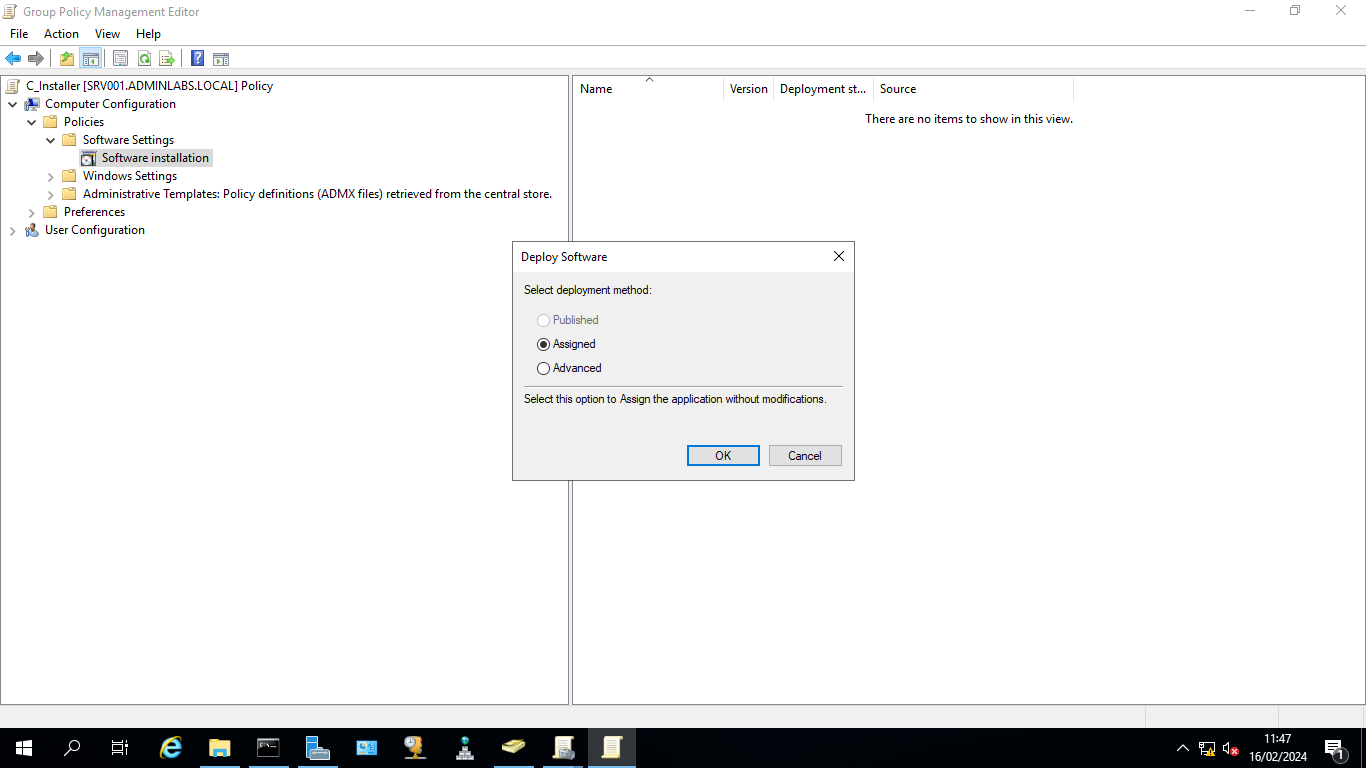 Group Policy Management Editor
File Action View Help
C_Installer [SRV001.ADMINLABS.LOCAL] Policy
Computer Configuration
Policies
Software Settings
Software installation
Windows Settings
Administrative Templates: Policy definitions (ADMX files) retrieved from the central store.
Preferences
User Configuration
Name Version Deployment st... Source
There are no items to show in this view.
Deploy Software
Select deployment method:
Published
Assigned
Advanced
Select this option to Assign the application without modifications.
OK Cancel
11:47
16/02/2024
1